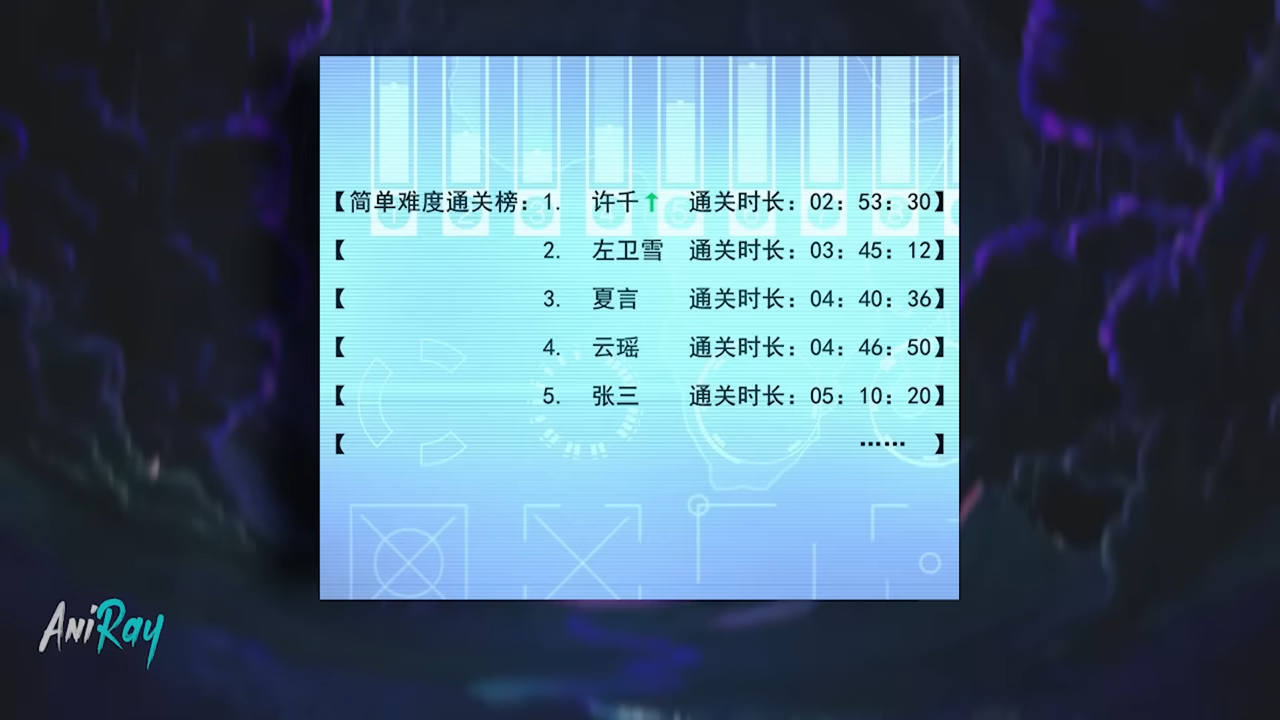 【简单难度通关榜：1. 许千↑ 通关时长：02：53：30】
【 2. 左卫雪 通关时长：03：45：12】
【 3. 夏言 通关时长：04：40：36】
【 4. 云瑶 通关时长：04：46：50】
【 5. 张三 通关时长：05：10：20】
【 …… 】
AniRay